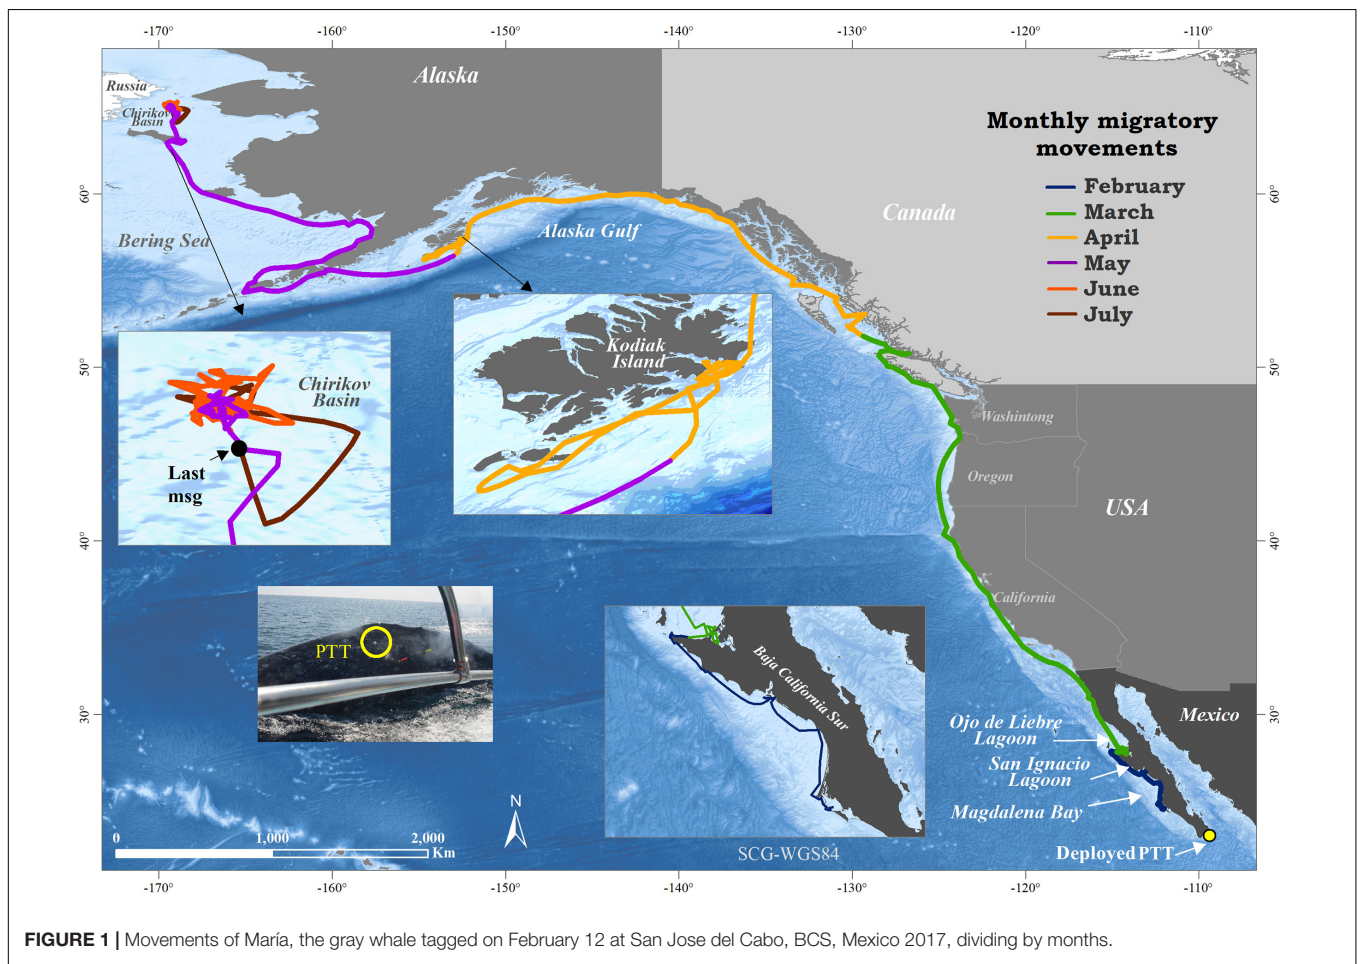 -170°
-160°
-150°
-140°
-130°
-120°
-110°
Alaska
Russia
Chirikov
Basin
Monthly migratory
movements
February
March
April
May
June
July
60°
60°
Canada
Bering Sea
Alaska Gulf
50°
50°
Kodiak
Island
Chirikov
Basin
Last
msg
Washintong
Oregon
USA
40°
40°
California
PTT
Baja California Sur
30°
30°
Mexico
Ojo de Liebre
Lagoon
San Ignacio
Lagoon
Magdalena Bay
N
0
1,000
2,000
Km
SCG-WGS84
Deployed PTT
-170°
-160°
-150°
-140°
-130°
-120°
-110°
FIGURE 1 | Movements of María, the gray whale tagged on February 12 at San Jose del Cabo, BCS, Mexico 2017, dividing by months.